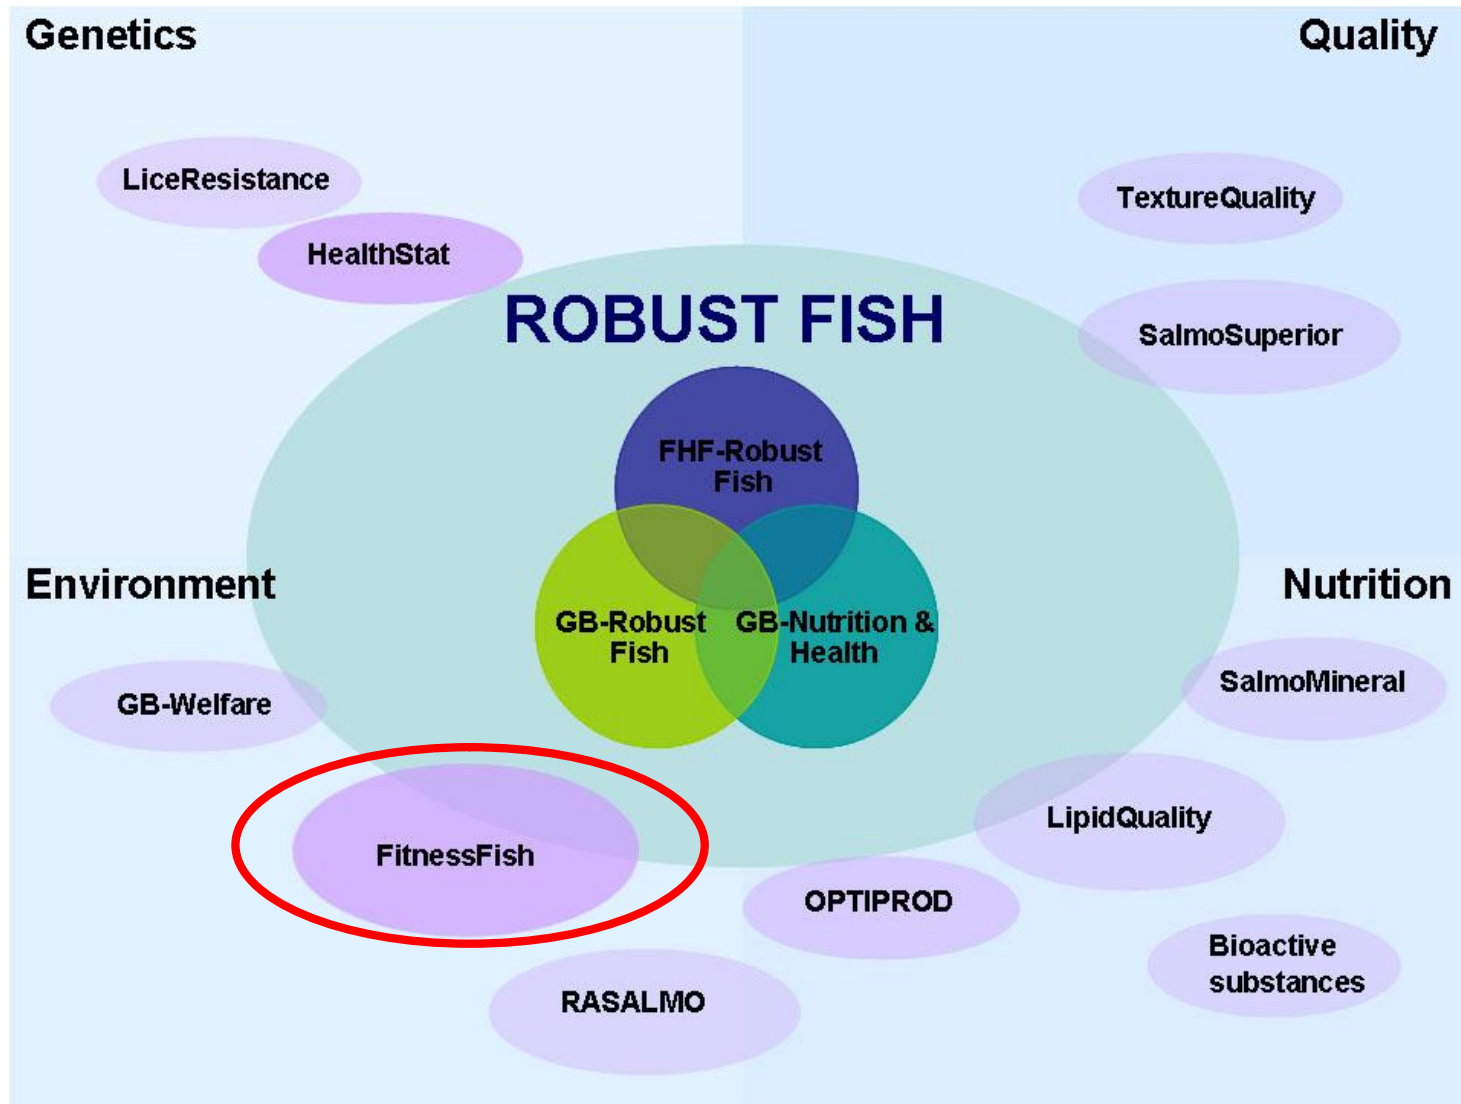 Genetics
Quality
LiceResistance
TextureQuality
HealthStat
ROBUST FISH
SalmoSuperior
FHF-Robust
Fish
Environment
Nutrition
GB-Robust
Fish
GB-Nutrition &
Health
GB-Welfare
SalmoMineral
LipidQuality
FitnessFish
OPTIPROD
Bioactive
substances
RASALMO